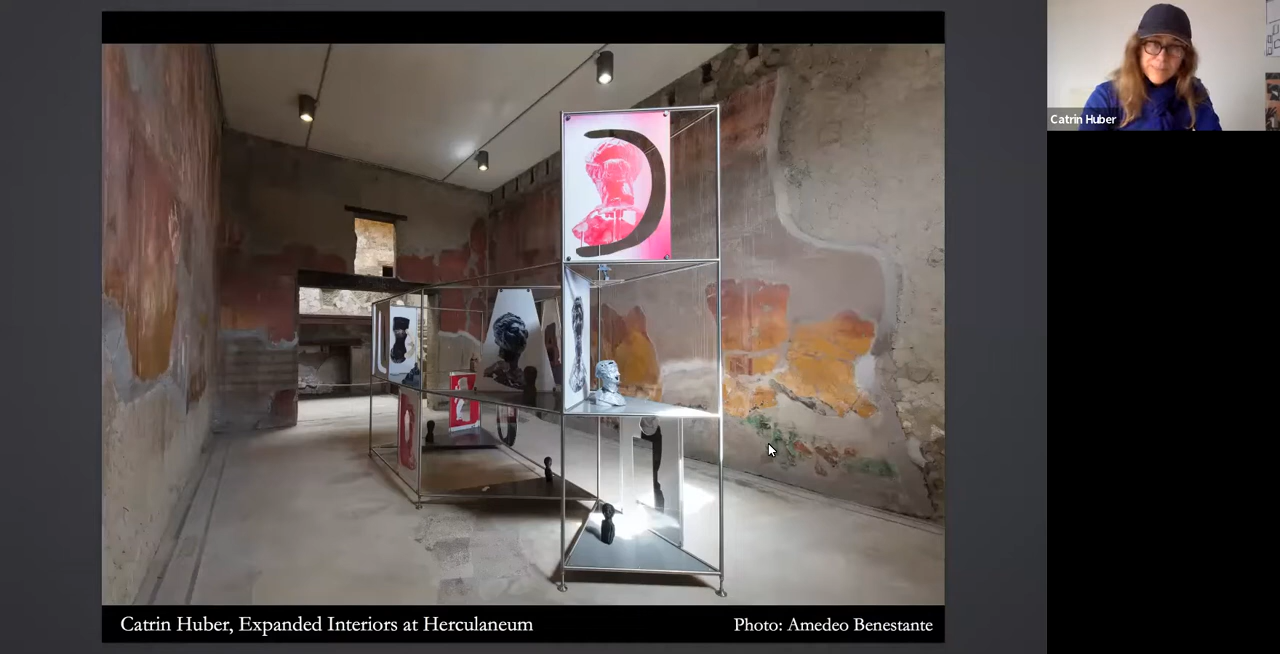 Catrin Huber
Catrin Huber, Expanded Interiors at Herculaneum
Photo: Amedeo Benestante